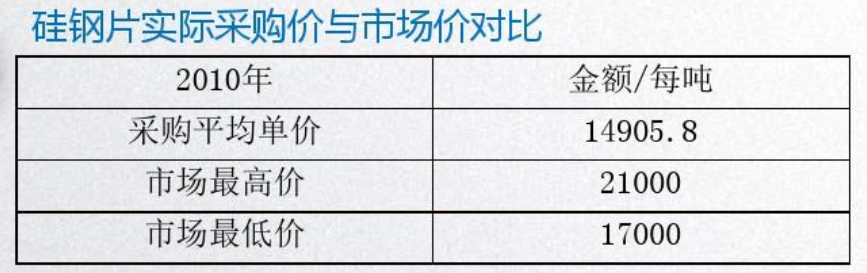 硅钢片实际采购价与市场价对比
2010年 金额/每吨
采购平均单价 14905.8
市场最高价 21000
市场最低价 17000